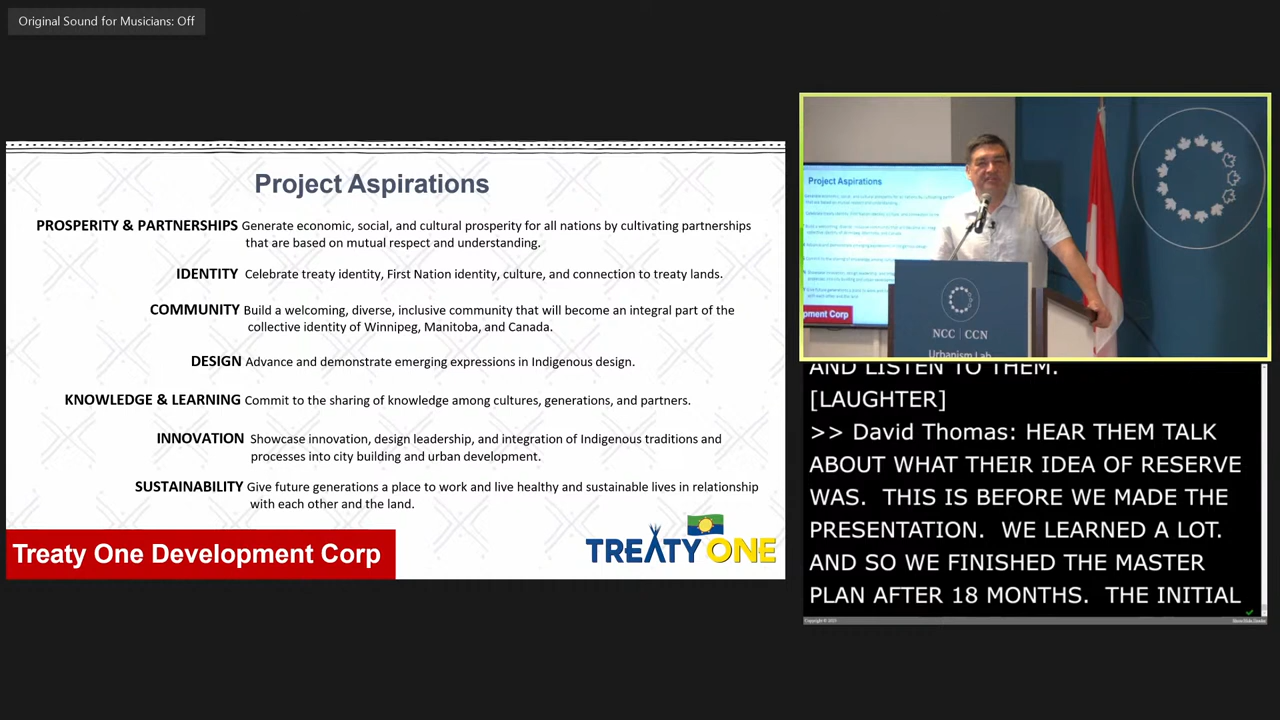 Original Sound for Musicians: Off
Project Aspirations
PROSPERITY & PARTNERSHIPS Generate economic, social, and cultural prosperity for all nations by cultivating partnerships
that are based on mutual respect and understanding.
IDENTITY Celebrate treaty identity, First Nation identity, culture, and connection to treaty lands.
COMMUNITY Build a welcoming, diverse, inclusive community that will become an integral part of the
collective identity of Winnipeg, Manitoba, and Canada.
DESIGN Advance and demonstrate emerging expressions in Indigenous design.
KNOWLEDGE & LEARNING Commit to the sharing of knowledge among cultures, generations, and partners.
INNOVATION Showcase innovation, design leadership, and integration of Indigenous traditions and
processes into city building and urban development.
SUSTAINABILITY Give future generations a place to work and live healthy and sustainable lives in relationship
with each other and the land.
Treaty One Development Corp
TREATY ONE
Project Aspirations
opment Corp
NCC | CCN
Urbanism Lab
AND LISTEN TO THEM.
[LAUGHTER]
>> David Thomas: HEAR THEM TALK
ABOUT WHAT THEIR IDEA OF RESERVE
WAS. THIS IS BEFORE WE MADE THE
PRESENTATION. WE LEARNED A LOT.
AND SO WE FINISHED THE MASTER
PLAN AFTER 18 MONTHS. THE INITIAL